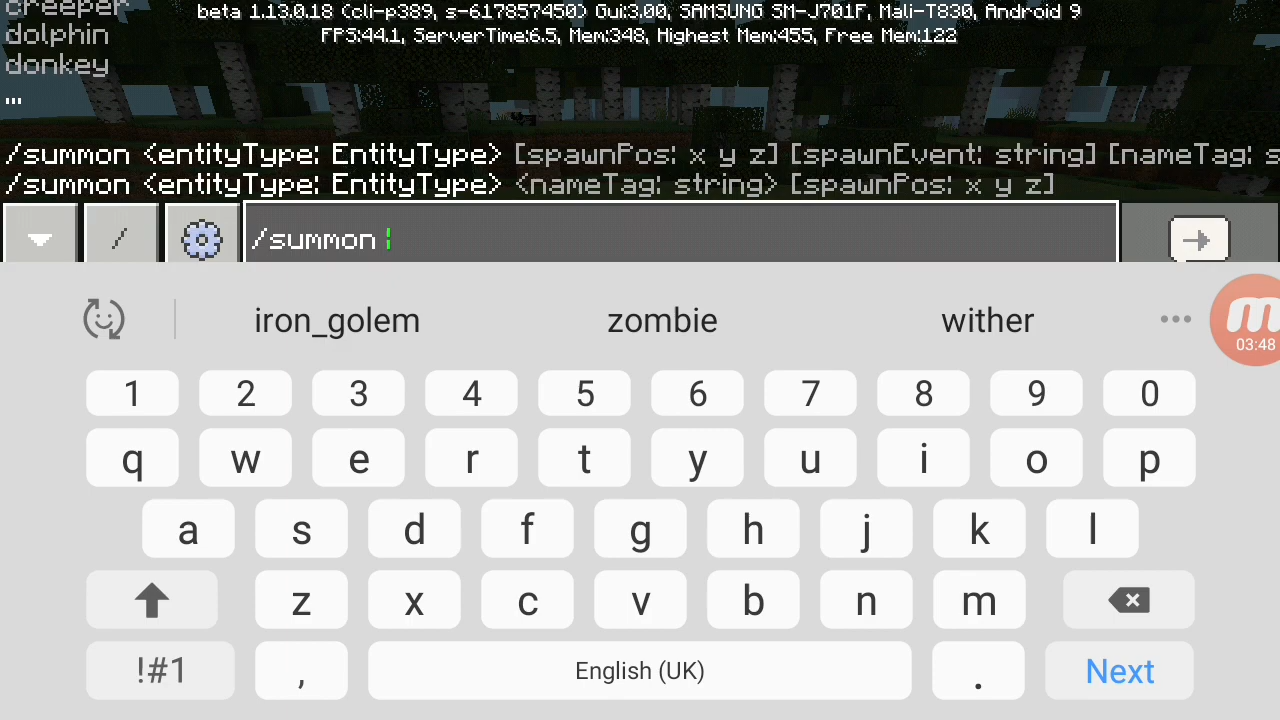 creeper
beta 1.13.0.18 (cli-p389, s-617857450) Gui:3.00, SAMSUNG SM-J701F, Mali-T830, Android 9
dolphin
FPS:44.1, ServerTime:6.5, Mem:348, Highest Mem:455, Free Mem:122
donkey
...
/summon <entityType: EntityType> [spawnPos: x y z] [spawnEvent: string] [nameTag: s
/summon <entityType: EntityType> <nameTag: string> [spawnPos: x y z]
/ /summon
iron_golem zombie wither ...
03:48
1 2 3 4 5 6 7 8 9 0
q w e r t y u i o p
a s d f g h j k l
z x c v b n m
!#1 , English (UK) . Next